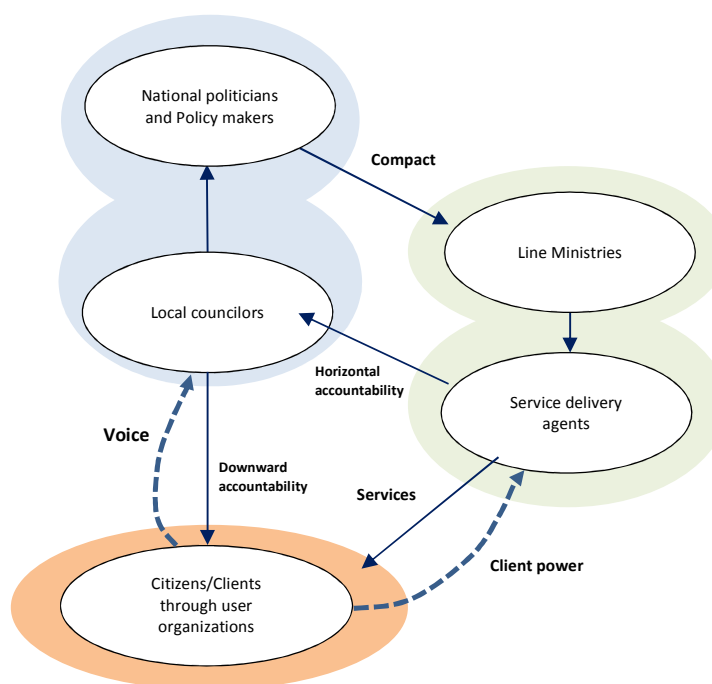 National politicians
and Policy makers
Compact
Line Ministries
Local councilors
Horizontal
accountability
Service delivery
agents
Voice
Downward
accountability
Services
Client power
Citizens/Clients
through user
organizations